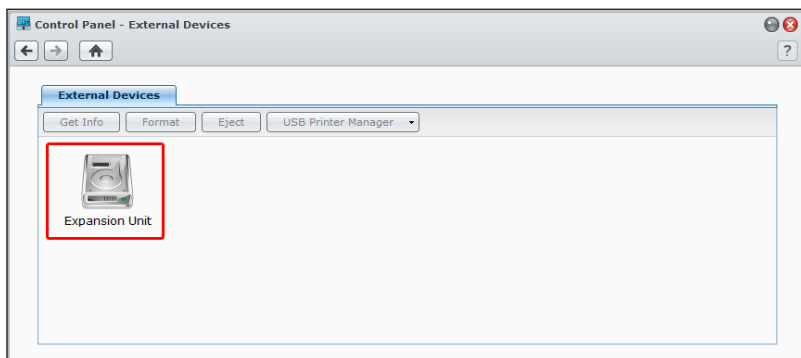 Control Panel - External Devices
?
External Devices
Get Info Format Eject USB Printer Manager
Expansion Unit